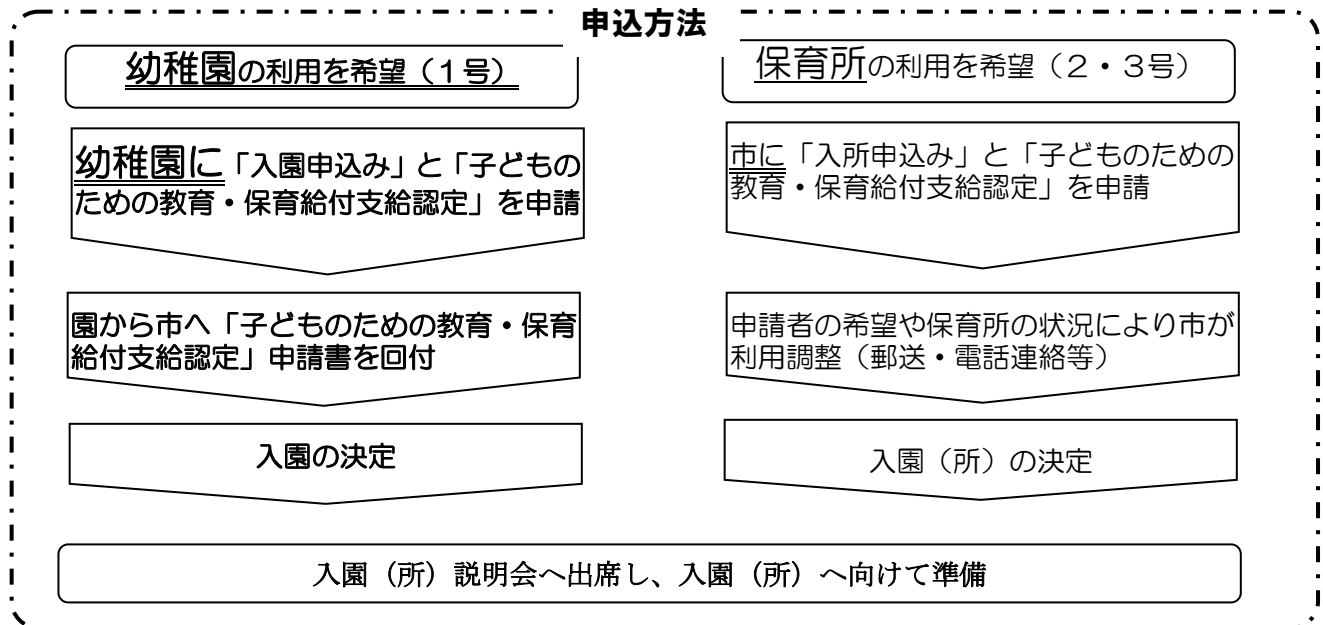 申込方法
幼稚園の利用を希望（１号）
幼稚園に「入園申込み」と「子どもの
ための教育・保育給付支給認定」を申請
園から市へ「子どものための教育・保育
給付支給認定」申請書を回付
入園の決定
保育所の利用を希望（２・３号）
市に「入所申込み」と「子どものための
教育・保育給付支給認定」を申請
申請者の希望や保育所の状況により市が
利用調整（郵送・電話連絡等）
入園（所）の決定
入園（所）説明会へ出席し、入園（所）へ向けて準備